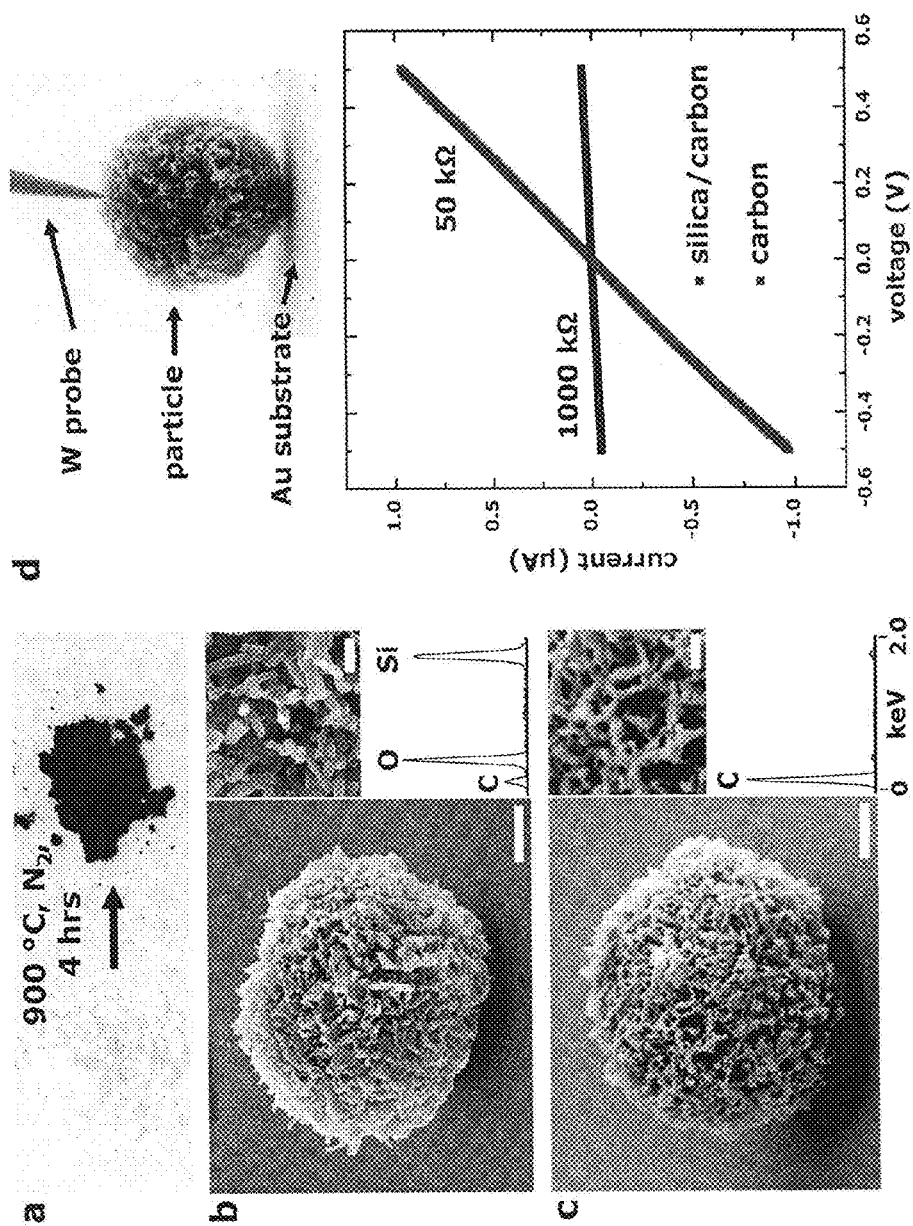 a
900 °C, N₂,
4 hrs
b
C
O
Si
c
C
0
keV
2.0
d
W probe
particle
Au substrate
current (µA)
1.0
0.5
0.0
-0.5
-1.0
50 kΩ
1000 kΩ
silica/carbon
carbon
-0.6
-0.4
-0.2
0.0
0.2
0.4
0.6
voltage (V)